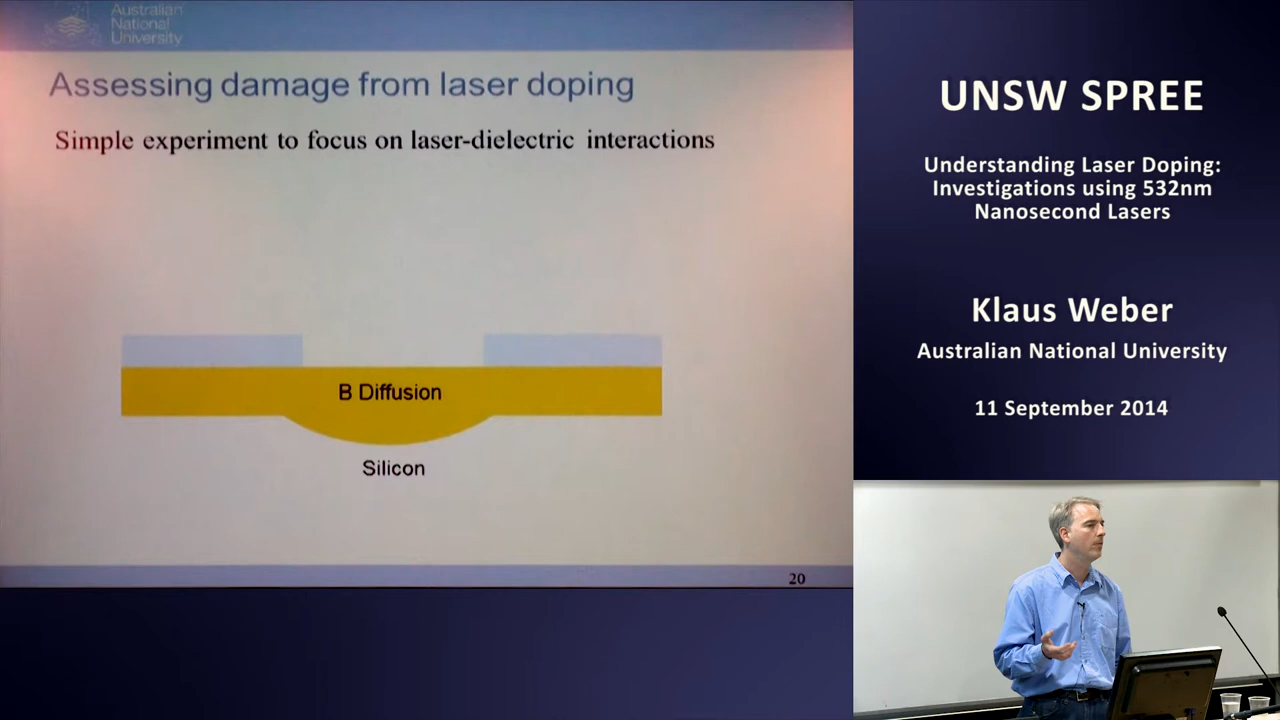 Australian
National
University
Assessing damage from laser doping
Simple experiment to focus on laser-dielectric interactions
B Diffusion
Silicon
20
UNSW SPREE
Understanding Laser Doping:
Investigations using 532nm
Nanosecond Lasers
Klaus Weber
Australian National University
11 September 2014